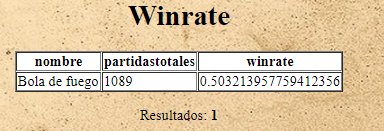 Winrate
nombre partidastotales winrate
Bola de fuego 1089 0.503213957759412356
Resultados: 1